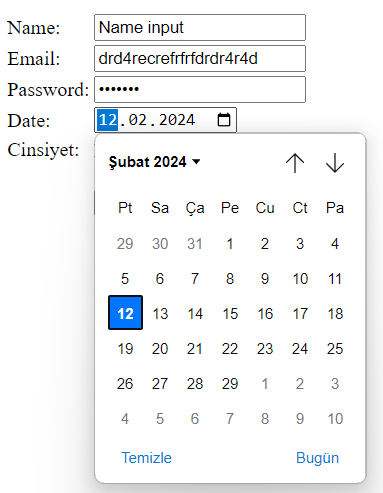 Name: Name input
Email: drd4recrefrfrfdrdr4r4d
Password: •••••••
Date: 12.02.2024
Cinsiyet:
Şubat 2024
Pt Sa Ça Pe Cu Ct Pa
29 30 31 1 2 3 4
5 6 7 8 9 10 11
12 13 14 15 16 17 18
19 20 21 22 23 24 25
26 27 28 29 1 2 3
4 5 6 7 8 9 10
Temizle Bugün